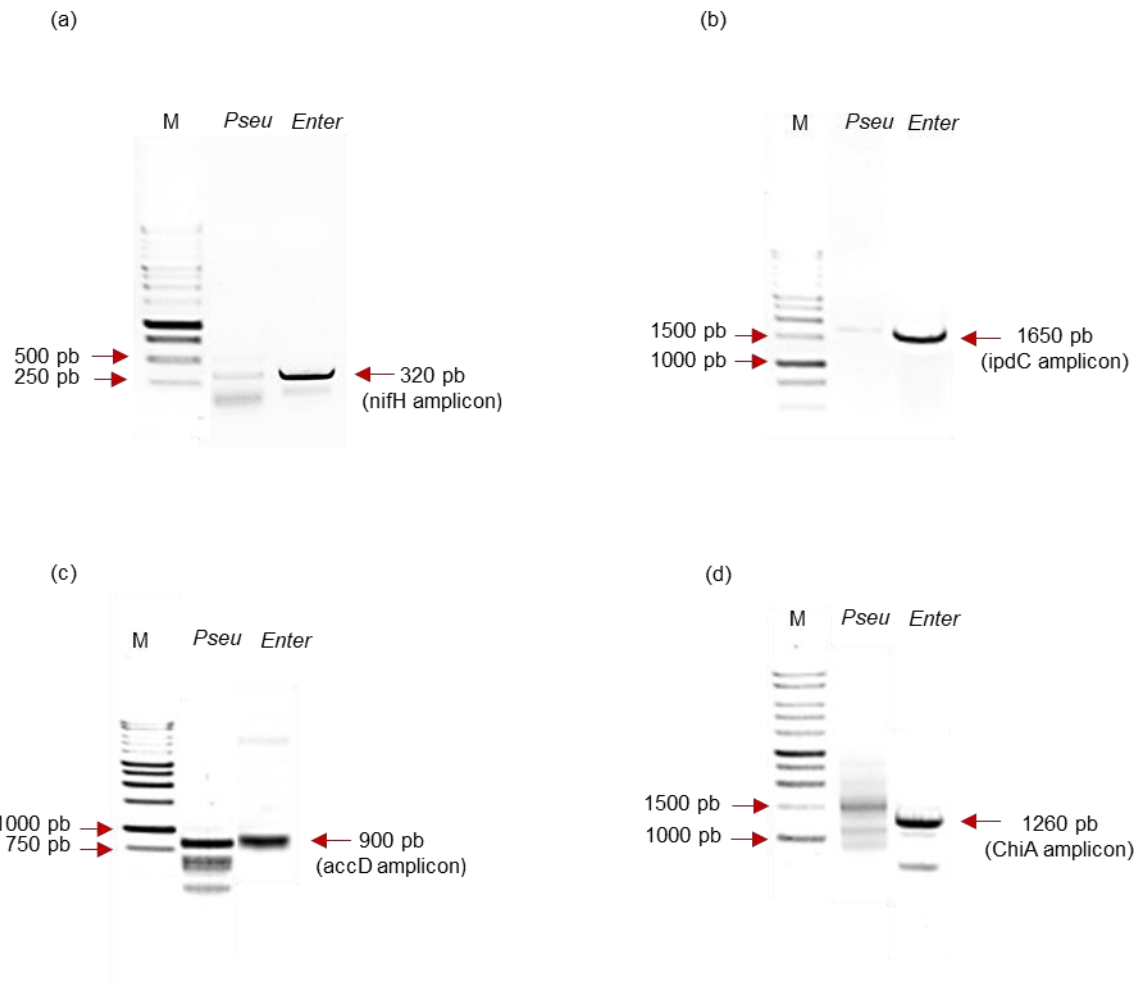 (a)
M Pseu Enter
500 pb
250 pb
320 pb
(nifH amplicon)
(b)
M Pseu Enter
1500 pb
1000 pb
1650 pb
(ipdC amplicon)
(c)
M Pseu Enter
1000 pb
750 pb
900 pb
(accD amplicon)
(d)
M Pseu Enter
1500 pb
1000 pb
1260 pb
(ChiA amplicon)